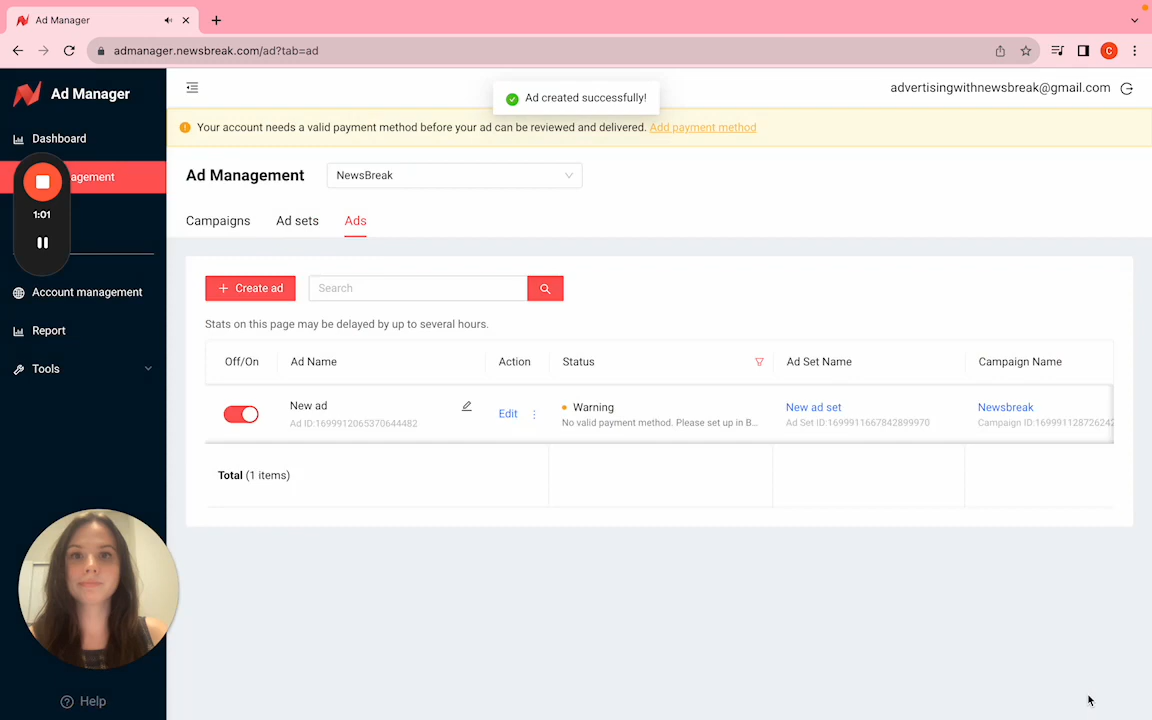 Ad Manager
admanager.newsbreak.com/ad?tab=ad
C
Ad Manager
Ad created successfully!
advertisingwithnewsbreak@gmail.com
Your account needs a valid payment method before your ad can be reviewed and delivered. Add payment method
Dashboard
agement
1:01
Account management
Report
Tools
Help
Ad Management
NewsBreak
Campaigns Ad sets Ads
+ Create ad
Search
Stats on this page may be delayed by up to several hours.
Off/On Ad Name Action Status Ad Set Name Campaign Name
New ad Edit Warning New ad set Newsbreak
Ad ID:1699912065370644482 No valid payment method. Please set up in B... Ad Set ID:1699911667842899970 Campaign ID:169991128726242
Total (1 items)